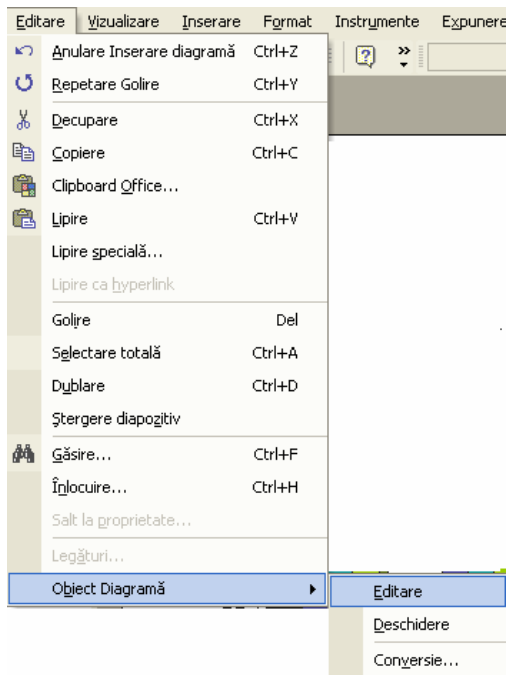 Editare Vizualizare Inserare Format Instrumente Expunere
Anulare Inserare diagramă Ctrl+Z
Repetare Golire Ctrl+Y
Decupare Ctrl+X
Copiere Ctrl+C
Clipboard Office...
Lipire Ctrl+V
Lipire specială...
Lipire ca hyperlink
Golire Del
Selectare totală Ctrl+A
Dublare Ctrl+D
Ştergere diapozitiv
Găsire... Ctrl+F
Înlocuire... Ctrl+H
Salt la proprietate...
Legături...
Obiect Diagramă
Editare
Deschidere
Conversie...